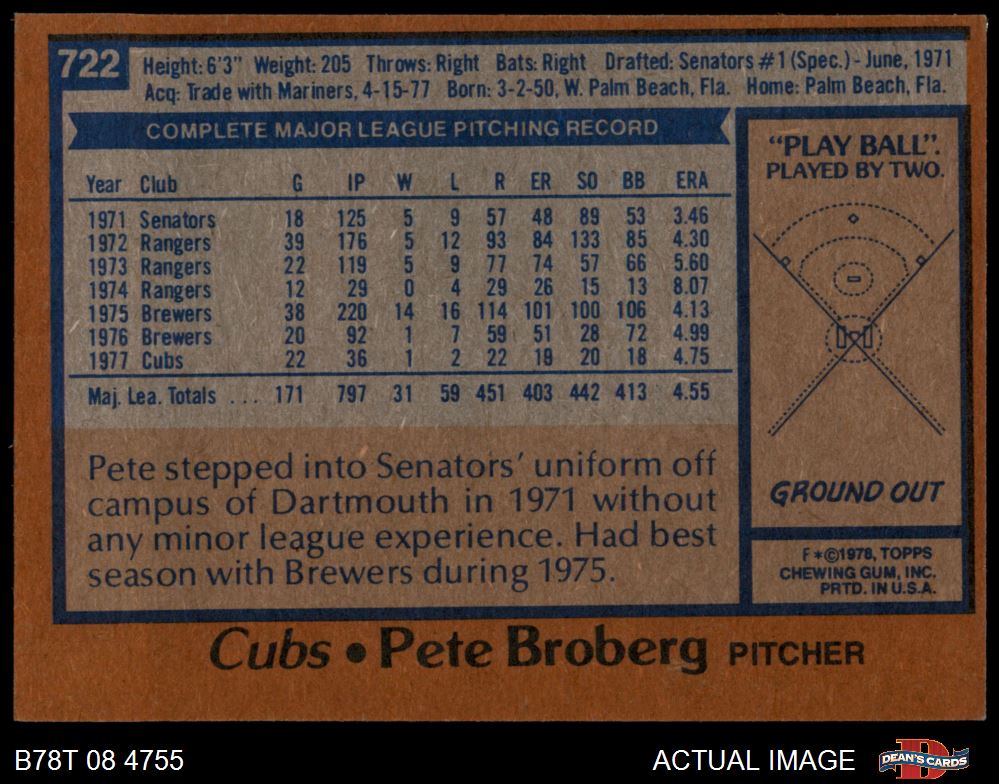 722
Height: 6'3" Weight: 205 Throws: Right Bats: Right Drafted: Senators #1 (Spec.) - June, 1971
Acq: Trade with Mariners, 4-15-77 Born: 3-2-50, W. Palm Beach, Fla. Home: Palm Beach, Fla.
COMPLETE MAJOR LEAGUE PITCHING RECORD
Year Club G IP W L R ER SO BB ERA
1971 Senators 18 125 5 9 57 48 89 53 3.46
1972 Rangers 39 176 5 12 93 84 133 85 4.30
1973 Rangers 22 119 5 9 77 74 57 66 5.60
1974 Rangers 12 29 0 4 29 26 15 13 8.07
1975 Brewers 38 220 14 16 114 101 100 106 4.13
1976 Brewers 20 92 1 7 59 51 28 72 4.99
1977 Cubs 22 36 1 2 22 19 20 18 4.75
Maj. Lea. Totals ... 171 797 31 59 451 403 442 413 4.55
Pete stepped into Senators' uniform off
campus of Dartmouth in 1971 without
any minor league experience. Had best
season with Brewers during 1975.
"PLAY BALL".
PLAYED BY TWO.
GROUND OUT
F*©1978, TOPPS
CHEWING GUM, INC.
PRTD. IN U.S.A.
Cubs • Pete Broberg PITCHER
B78T 08 4755
ACTUAL IMAGE
DEAN'S CARDS